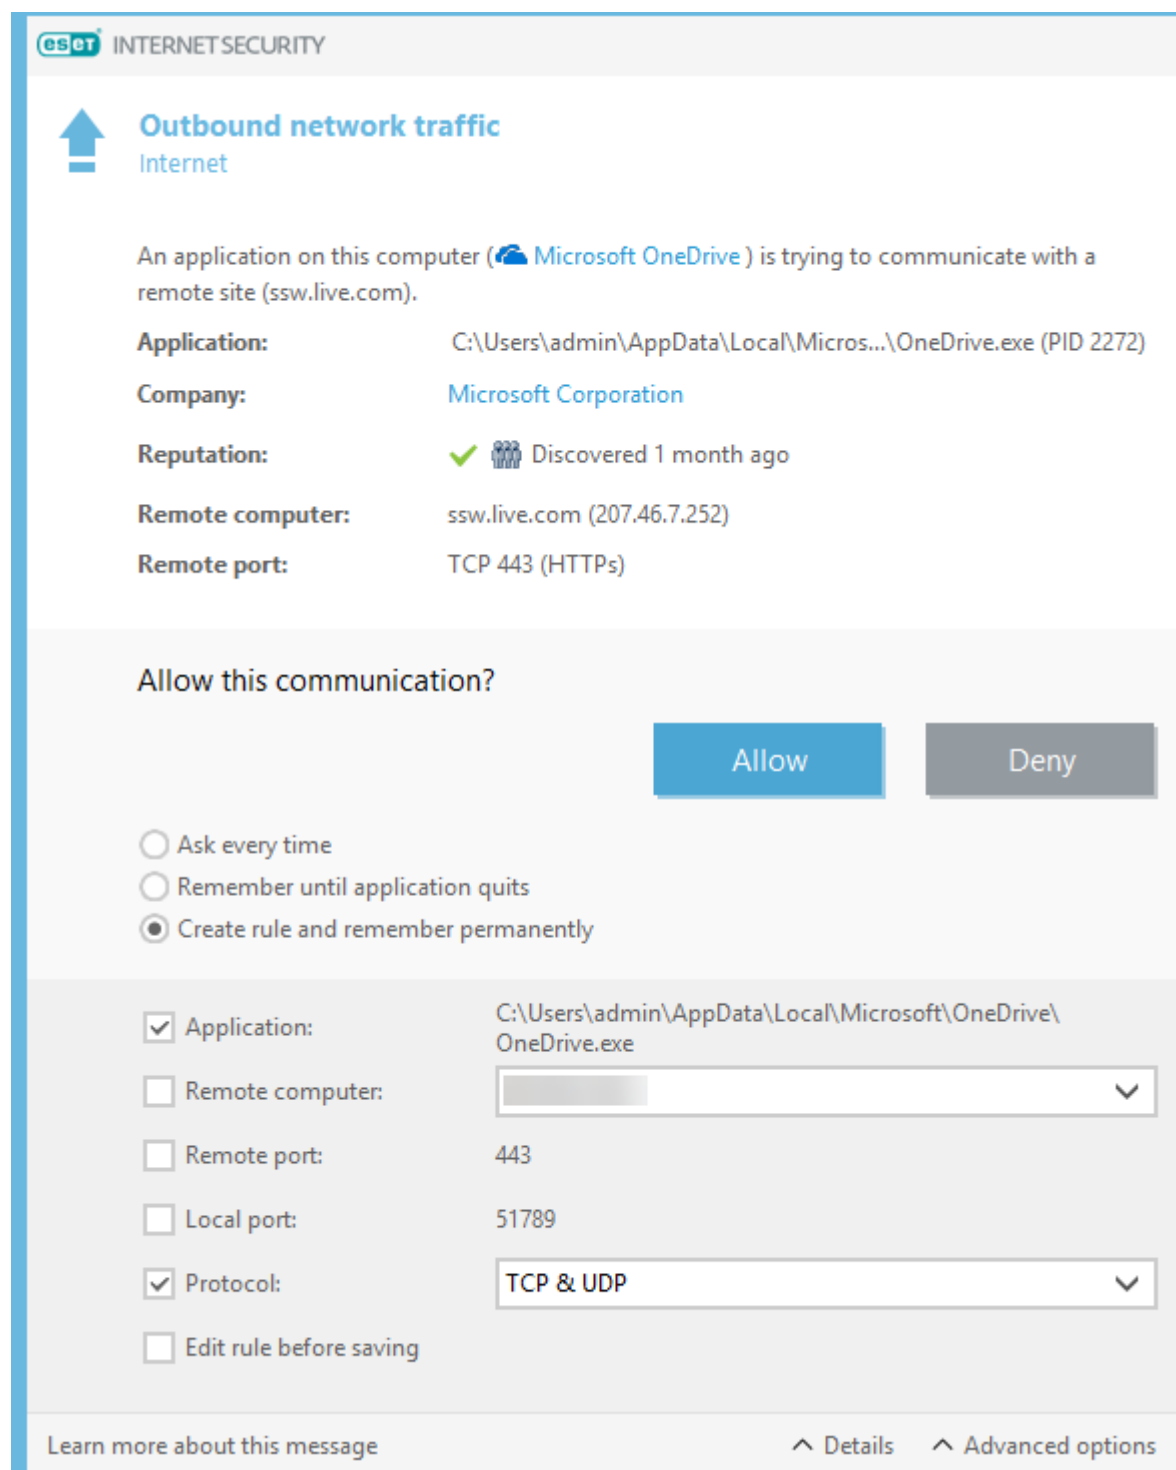 eset INTERNET SECURITY
Outbound network traffic
Internet
An application on this computer ( Microsoft OneDrive ) is trying to communicate with a
remote site (ssw.live.com).
Application: C:\Users\admin\AppData\Local\Micros...\OneDrive.exe (PID 2272)
Company: Microsoft Corporation
Reputation: Discovered 1 month ago
Remote computer: ssw.live.com (207.46.7.252)
Remote port: TCP 443 (HTTPs)
Allow this communication?
Allow Deny
Ask every time
Remember until application quits
Create rule and remember permanently
Application: C:\Users\admin\AppData\Local\Microsoft\OneDrive\
OneDrive.exe
Remote computer:
Remote port: 443
Local port: 51789
Protocol: TCP & UDP
Edit rule before saving
Learn more about this message Details Advanced options